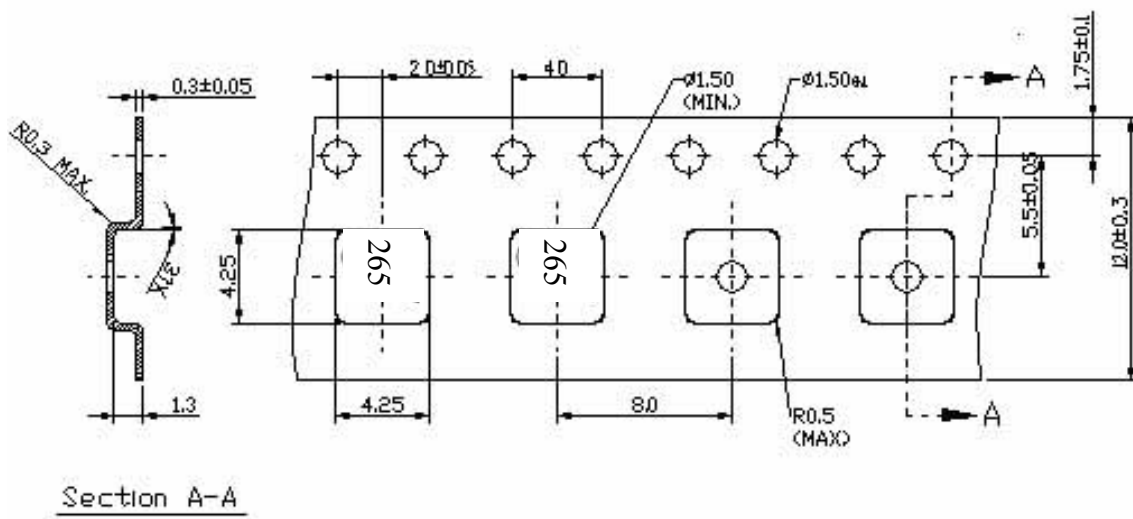 0.3±0.05
2.0±0.05
4.0
Ø1.50
(MIN.)
Ø1.50
A
1.75±0.1
R0.3 MAX.
5.5±0.05
12.0±0.3
265
265
4.25
1.3
4.25
8.0
R0.5
(MAX)
A
Section A-A